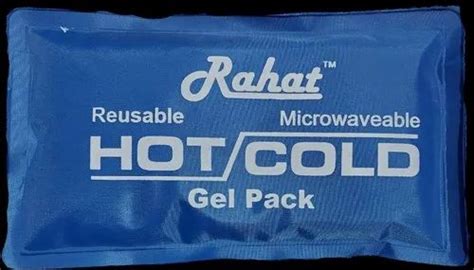 Rahat™
Reusable Microwaveable
HOT/COLD
Gel Pack